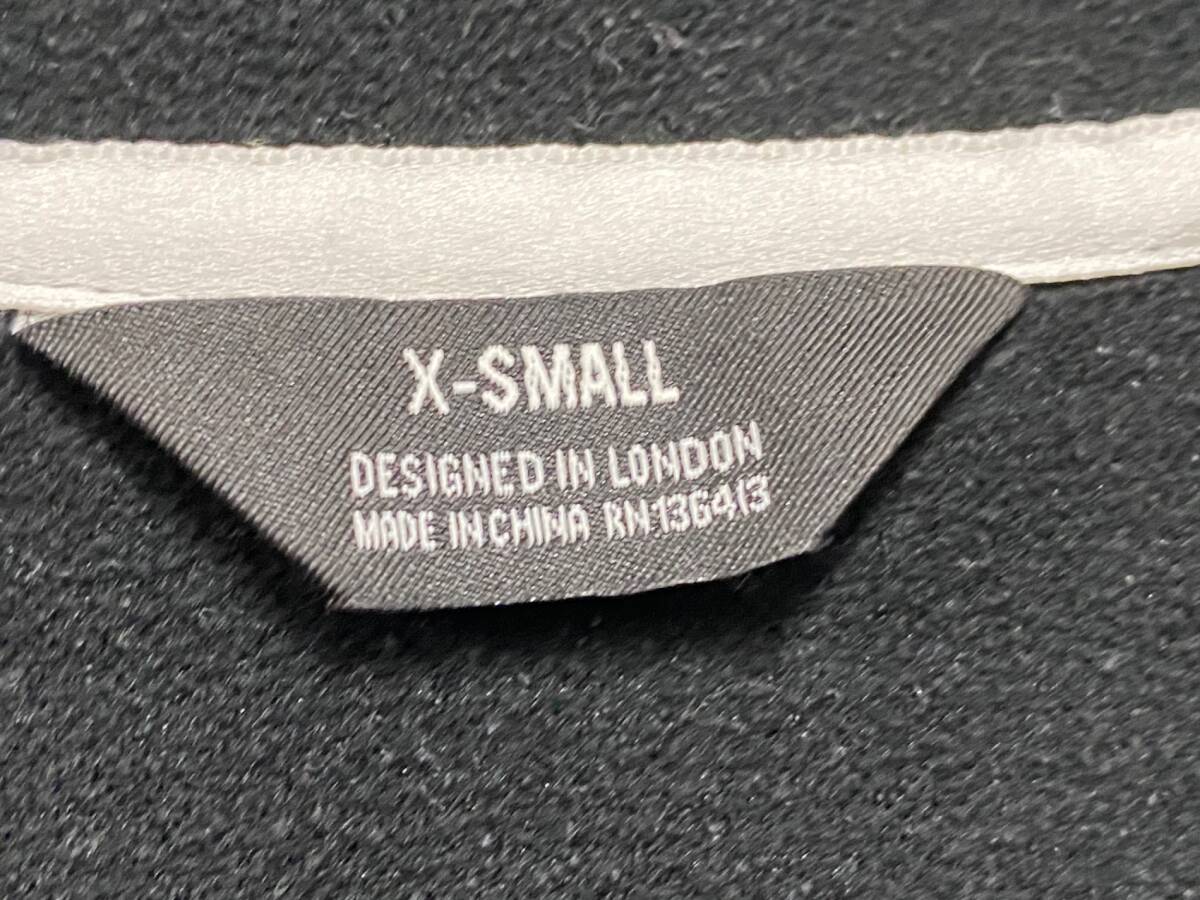 X-SMALL
DESIGNED IN LONDON
MADE IN CHINA RN136413